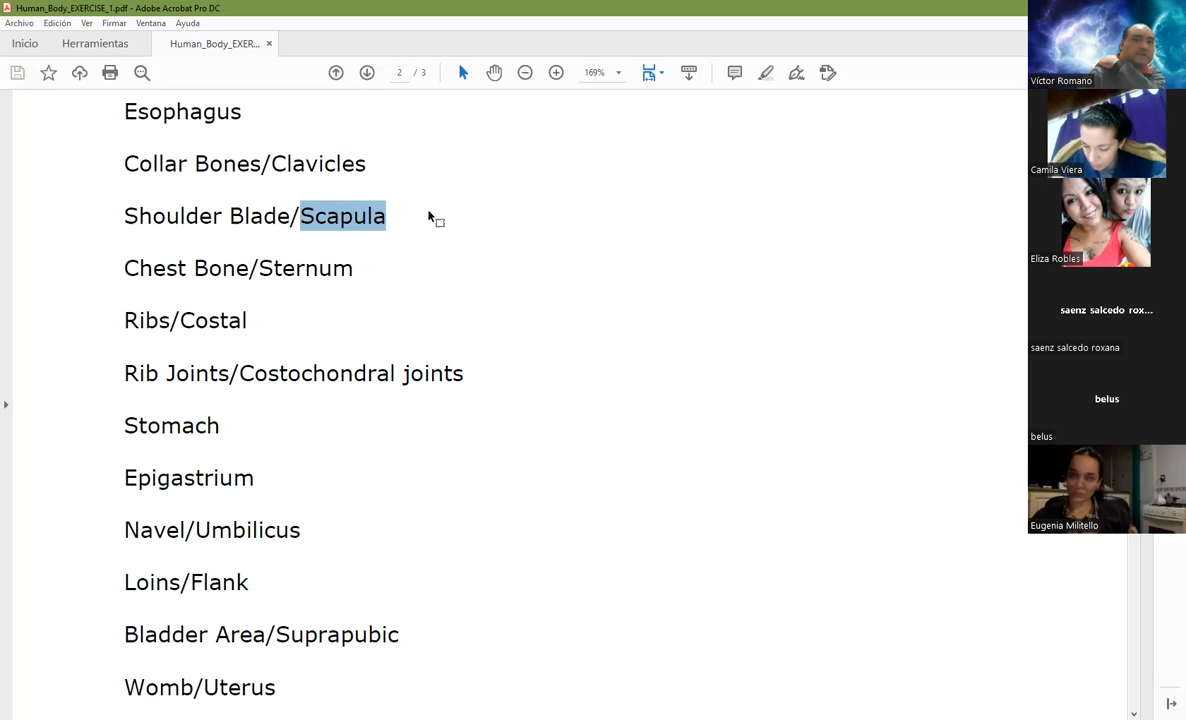 Human_Body_EXERCISE_1.pdf - Adobe Acrobat Pro DC
Archivo Edición Ver Firmar Ventana Ayuda
Inicio Herramientas Human_Body_EXER... ×
2 / 3 169%
Esophagus
Collar Bones/Clavicles
Shoulder Blade/Scapula
Chest Bone/Sternum
Ribs/Costal
Rib Joints/Costochondral joints
Stomach
Epigastrium
Navel/Umbilicus
Loins/Flank
Bladder Area/Suprapubic
Womb/Uterus
Víctor Romano
Camila Viera
Eliza Robles
saenz salcedo rox...
saenz salcedo roxana
belus
belus
Eugenia Militello